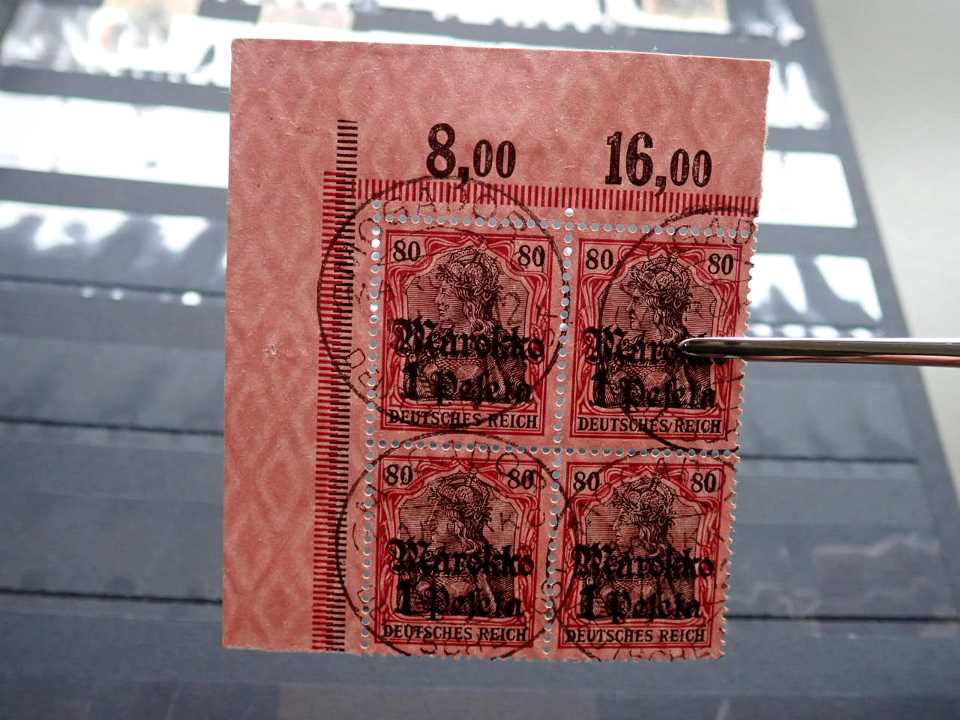 8,00 16,00
80 80 80 80
Marokko Marokko
1 Peseta 1 Peseta
DEUTSCHES REICH DEUTSCHES REICH
80 80 80 80
Marokko Marokko
1 Peseta 1 Peseta
DEUTSCHES REICH DEUTSCHES REICH